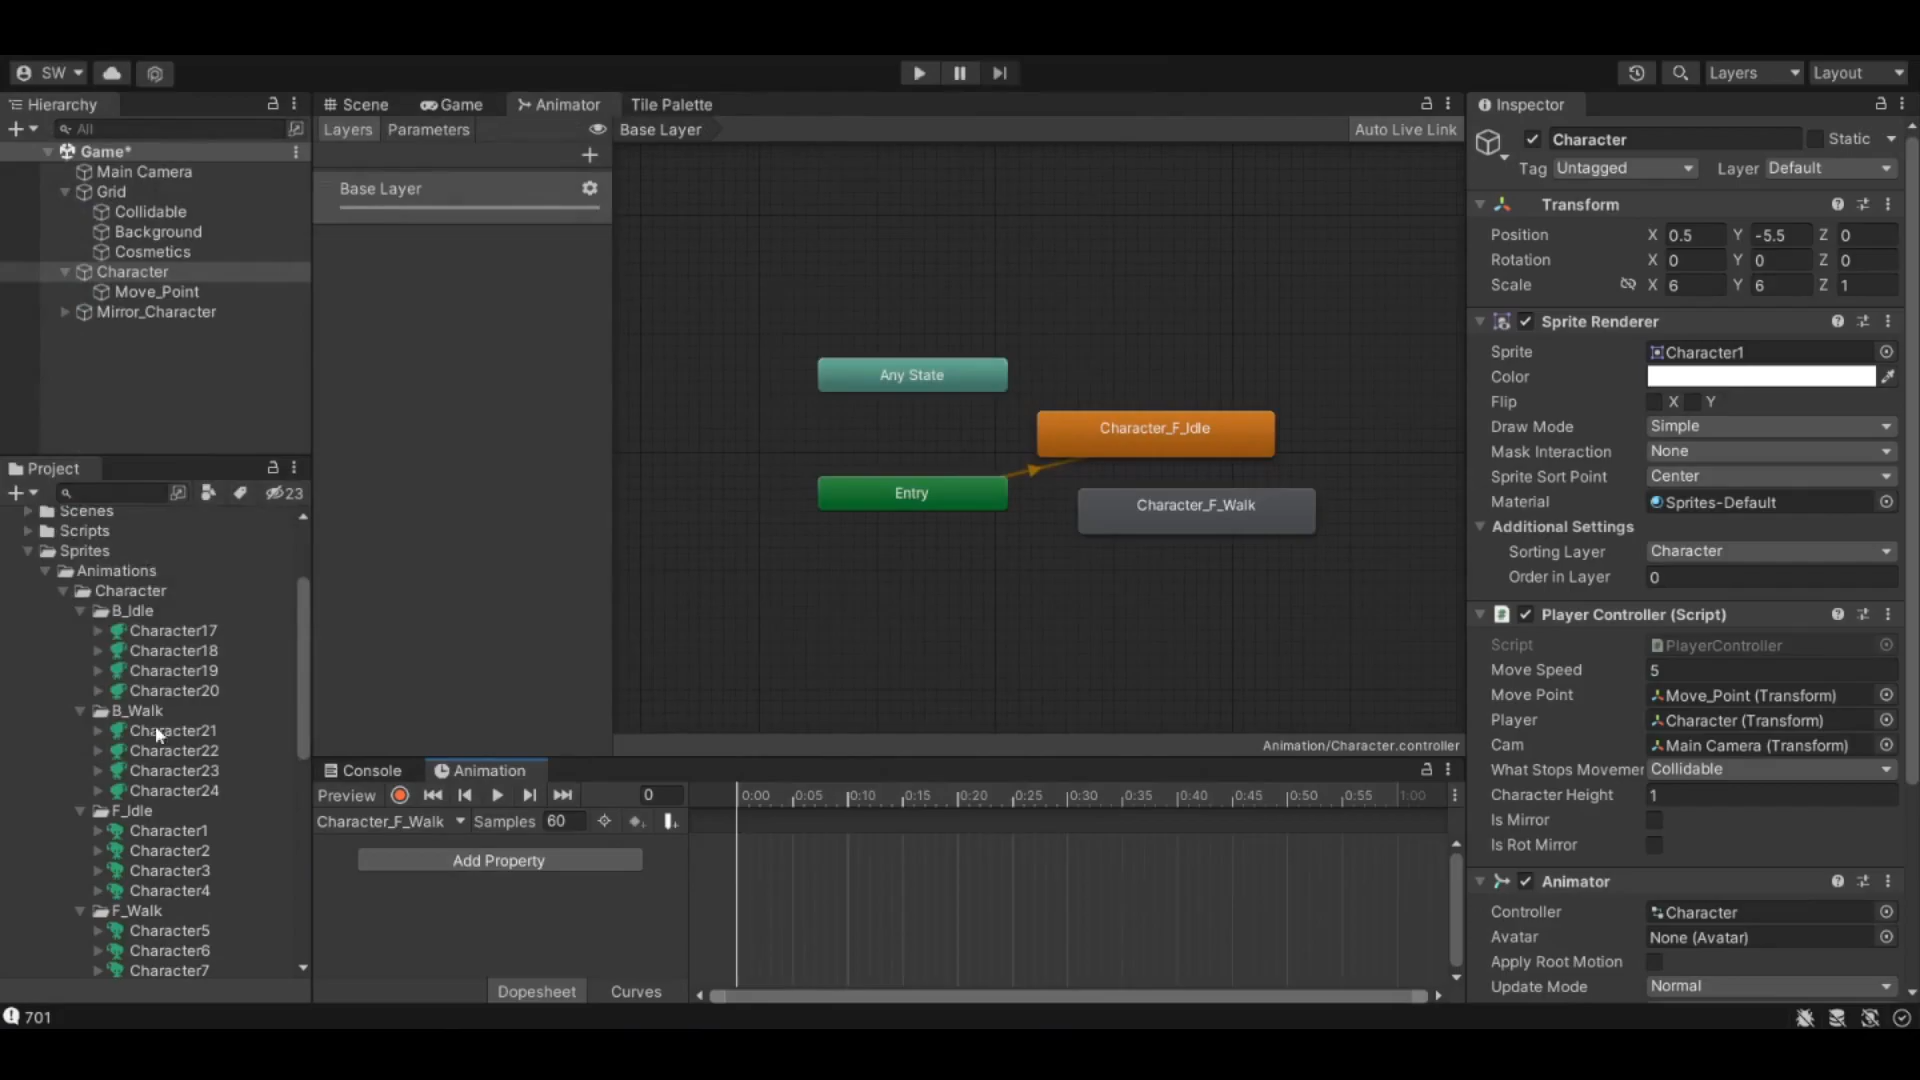 SW
Layers
Layout
Hierarchy
All
Game*
Main Camera
Grid
Collidable
Background
Cosmetics
Character
Move_Point
Mirror_Character
Project
23
Scenes
Scripts
Sprites
Animations
Character
B_Idle
Character17
Character18
Character19
Character20
B_Walk
Character21
Character22
Character23
Character24
F_Idle
Character1
Character2
Character3
Character4
F_Walk
Character5
Character6
Character7
701
Scene
Game
Animator
Tile Palette
Layers
Parameters
Base Layer
Auto Live Link
Base Layer
Any State
Character_F_Idle
Entry
Character_F_Walk
Animation/Character.controller
Console
Animation
Preview
0
0:00
0:05
0:10
0:15
0:20
0:25
0:30
0:35
0:40
0:45
0:50
0:55
1:00
Character_F_Walk
Samples
60
Add Property
Dopesheet
Curves
Inspector
Character
Static
Tag Untagged
Layer Default
Transform
Position X 0.5 Y -5.5 Z 0
Rotation X 0 Y 0 Z 0
Scale X 6 Y 6 Z 1
Sprite Renderer
Sprite Character1
Color
Flip X Y
Draw Mode Simple
Mask Interaction None
Sprite Sort Point Center
Material Sprites-Default
Additional Settings
Sorting Layer Character
Order in Layer 0
Player Controller (Script)
Script PlayerController
Move Speed 5
Move Point Move_Point (Transform)
Player Character (Transform)
Cam Main Camera (Transform)
What Stops Movemer Collidable
Character Height 1
Is Mirror
Is Rot Mirror
Animator
Controller Character
Avatar None (Avatar)
Apply Root Motion
Update Mode Normal